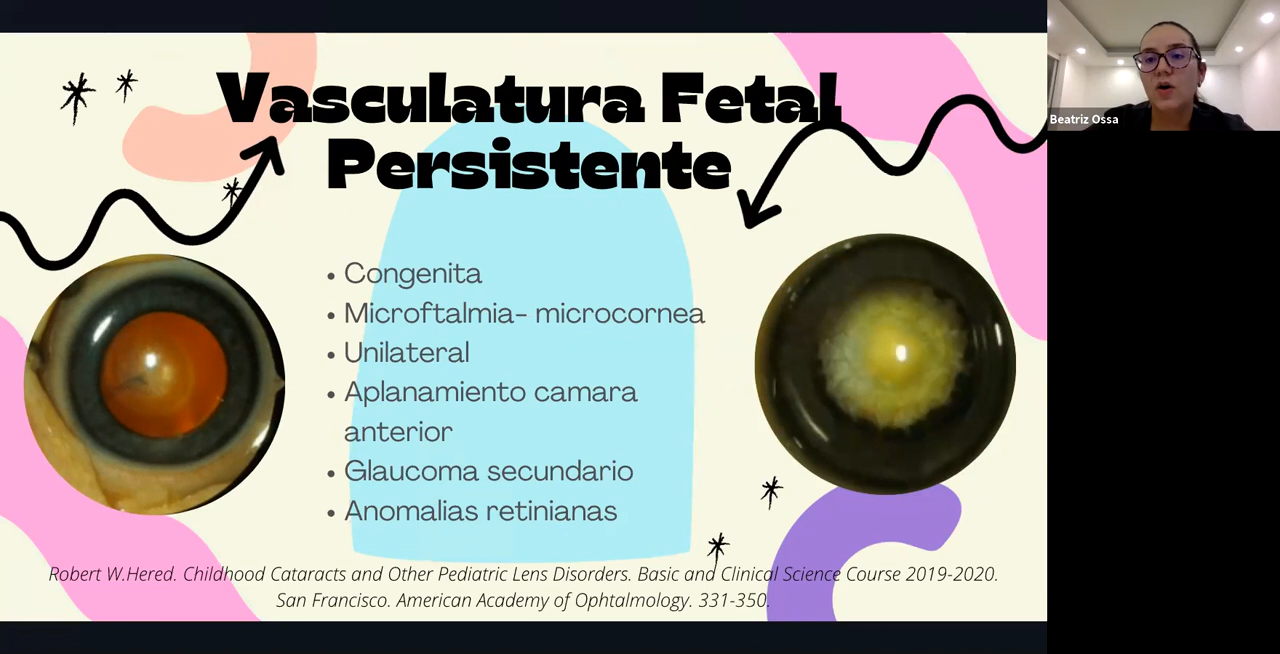 Vasculatura Fetal
Persistente
Beatriz Ossa
• Congenita
• Microftalmia- microcornea
• Unilateral
• Aplanamiento camara
anterior
• Glaucoma secundario
• Anomalias retinianas
Robert W.Hered. Childhood Cataracts and Other Pediatric Lens Disorders. Basic and Clinical Science Course 2019-2020.
San Francisco. American Academy of Ophtalmology. 331-350.